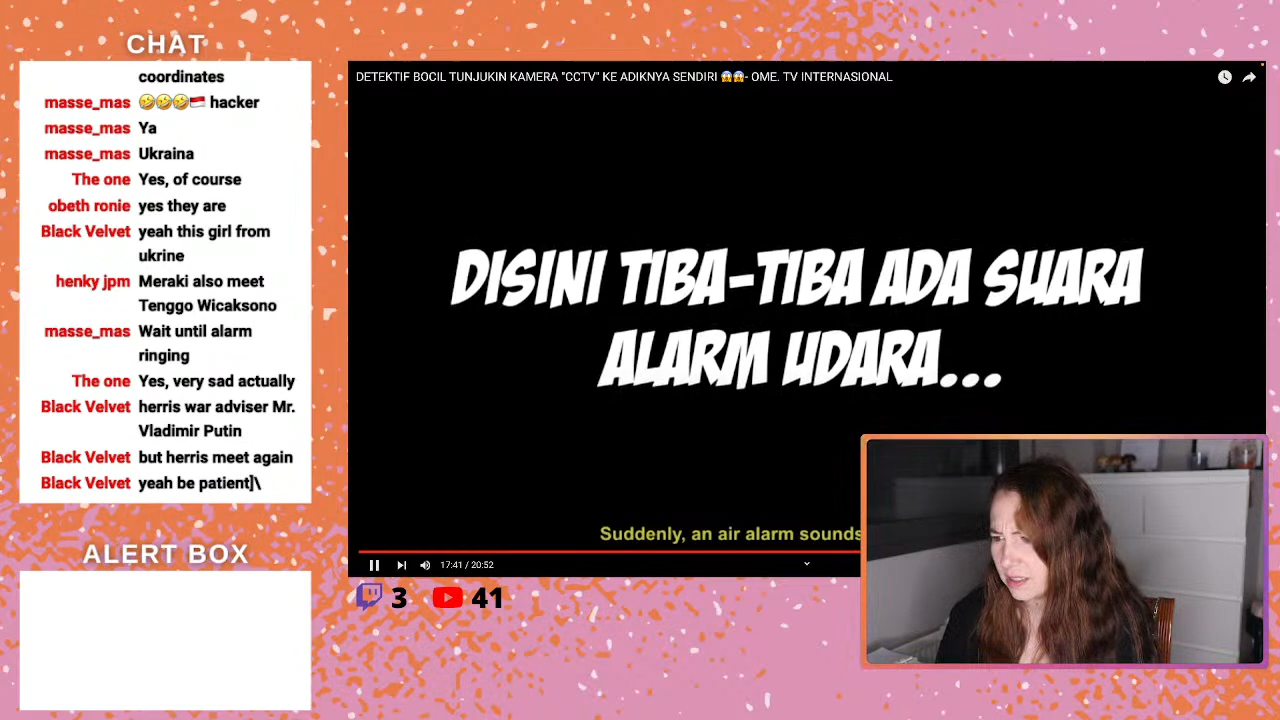 CHAT
coordinates
masse_mas 🤣🤣🤣🇮🇩 hacker
masse_mas Ya
masse_mas Ukraina
The one Yes, of course
obeth ronie yes they are
Black Velvet yeah this girl from
ukrine
henky jpm Meraki also meet
Tenggo Wicaksono
masse_mas Wait until alarm
ringing
The one Yes, very sad actually
Black Velvet herris war adviser Mr.
Vladimir Putin
Black Velvet but herris meet again
Black Velvet yeah be patient]\
ALERT BOX
DETEKTIF BOCIL TUNJUKIN KAMERA "CCTV" KE ADIKNYA SENDIRI 😱😱- OME. TV INTERNASIONAL
DISINI TIBA-TIBA ADA SUARA
ALARM UDARA...
Suddenly, an air alarm sounds
17:41 / 20:52
3 41